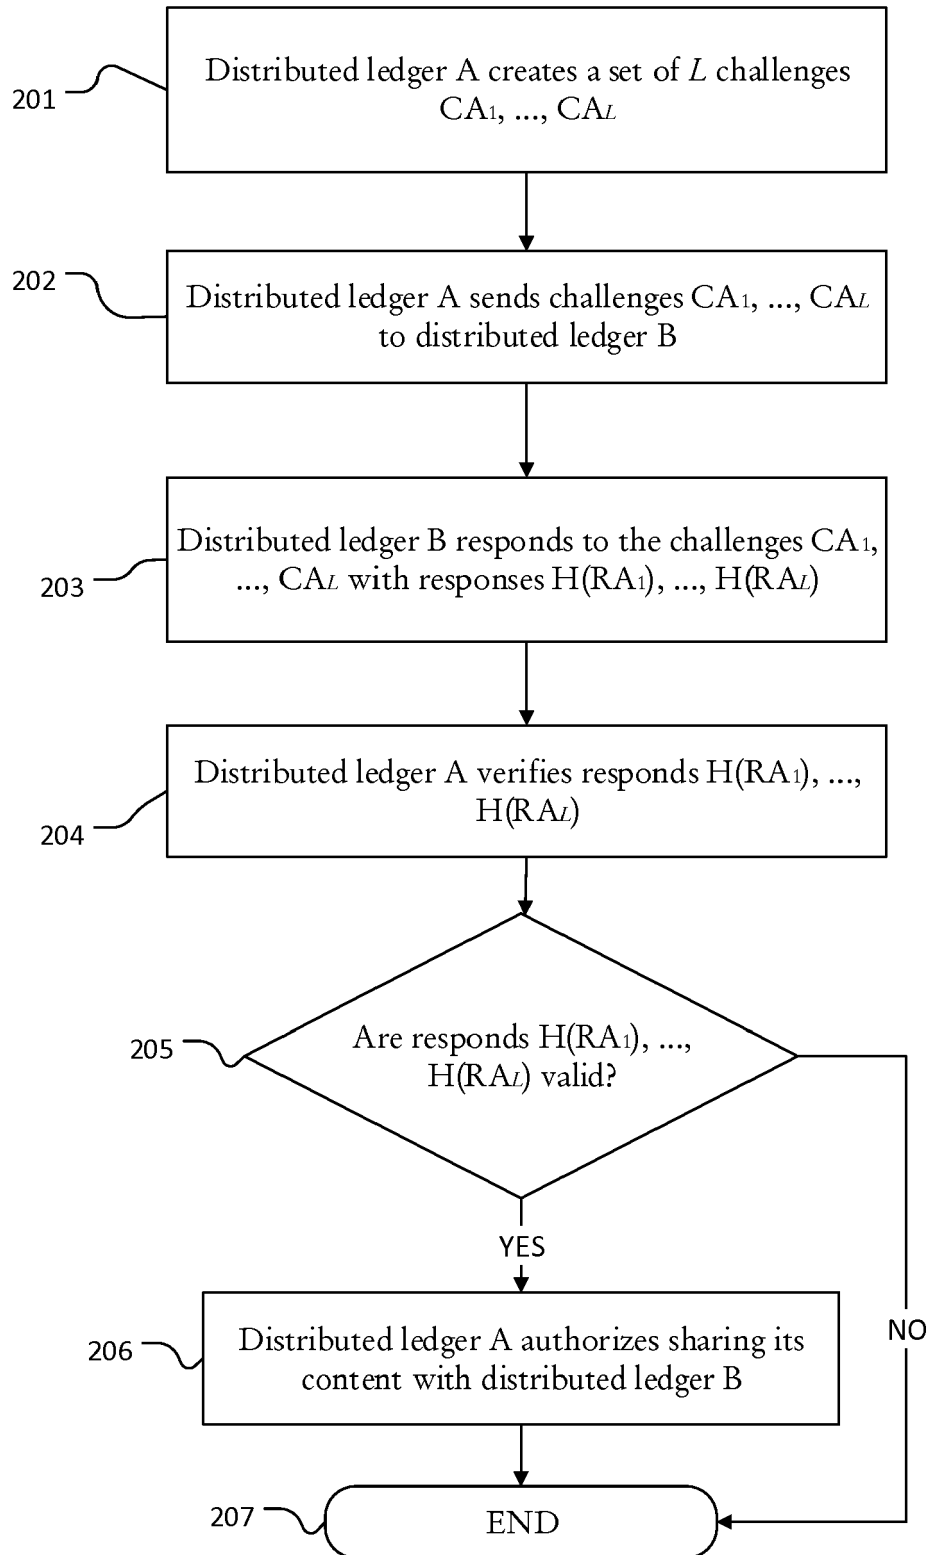 201
Distributed ledger A creates a set of L challenges
CA1, ..., CAL
202
Distributed ledger A sends challenges CA1, ..., CAL
to distributed ledger B
203
Distributed ledger B responds to the challenges CA1,
..., CAL with responses H(RA1), ..., H(RAL)
204
Distributed ledger A verifies responds H(RA1), ...,
H(RAL)
205
Are responds H(RA1), ...,
H(RAL) valid?
YES
NO
206
Distributed ledger A authorizes sharing its
content with distributed ledger B
207
END